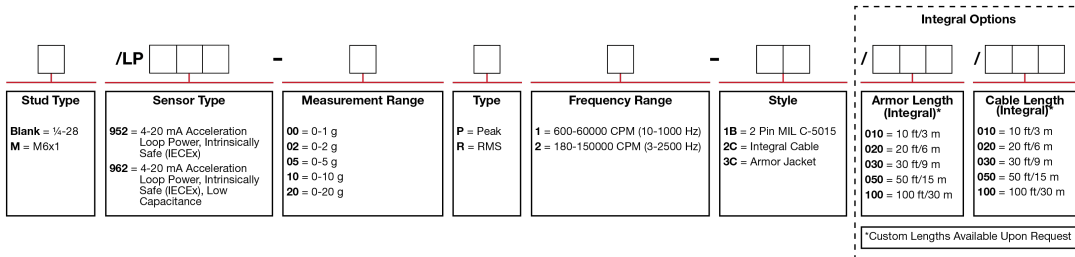 Integral Options
/LP - - / /
Stud Type
Blank = ¼-28
M = M6x1
Sensor Type
952 = 4-20 mA Acceleration
Loop Power, Intrinsically
Safe (IECEx)
962 = 4-20 mA Acceleration
Loop Power, Intrinsically
Safe (IECEx), Low
Capacitance
Measurement Range
00 = 0-1 g
02 = 0-2 g
05 = 0-5 g
10 = 0-10 g
20 = 0-20 g
Type
P = Peak
R = RMS
Frequency Range
1 = 600-60000 CPM (10-1000 Hz)
2 = 180-150000 CPM (3-2500 Hz)
Style
1B = 2 Pin MIL C-5015
2C = Integral Cable
3C = Armor Jacket
Armor Length
(Integral)*
010 = 10 ft/3 m
020 = 20 ft/6 m
030 = 30 ft/9 m
050 = 50 ft/15 m
100 = 100 ft/30 m
Cable Length
(Integral)*
010 = 10 ft/3 m
020 = 20 ft/6 m
030 = 30 ft/9 m
050 = 50 ft/15 m
100 = 100 ft/30 m
*Custom Lengths Available Upon Request